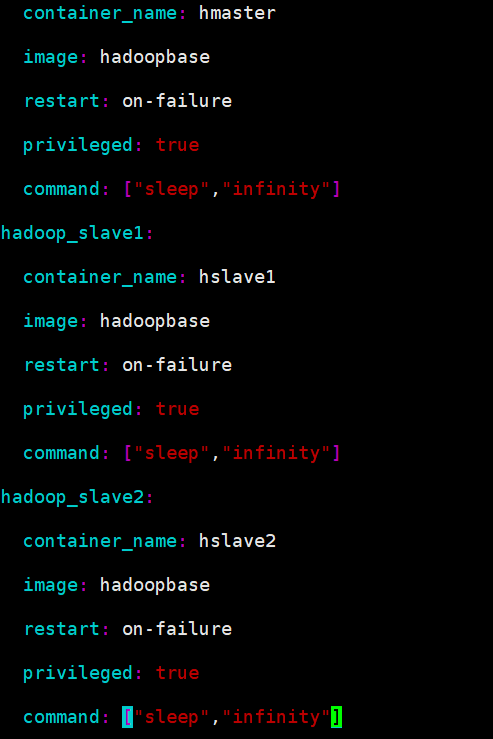 container_name: hmaster
image: hadoopbase
restart: on-failure
privileged: true
command: ["sleep","infinity"]
hadoop_slave1:
container_name: hslave1
image: hadoopbase
restart: on-failure
privileged: true
command: ["sleep","infinity"]
hadoop_slave2:
container_name: hslave2
image: hadoopbase
restart: on-failure
privileged: true
command: ["sleep","infinity"]